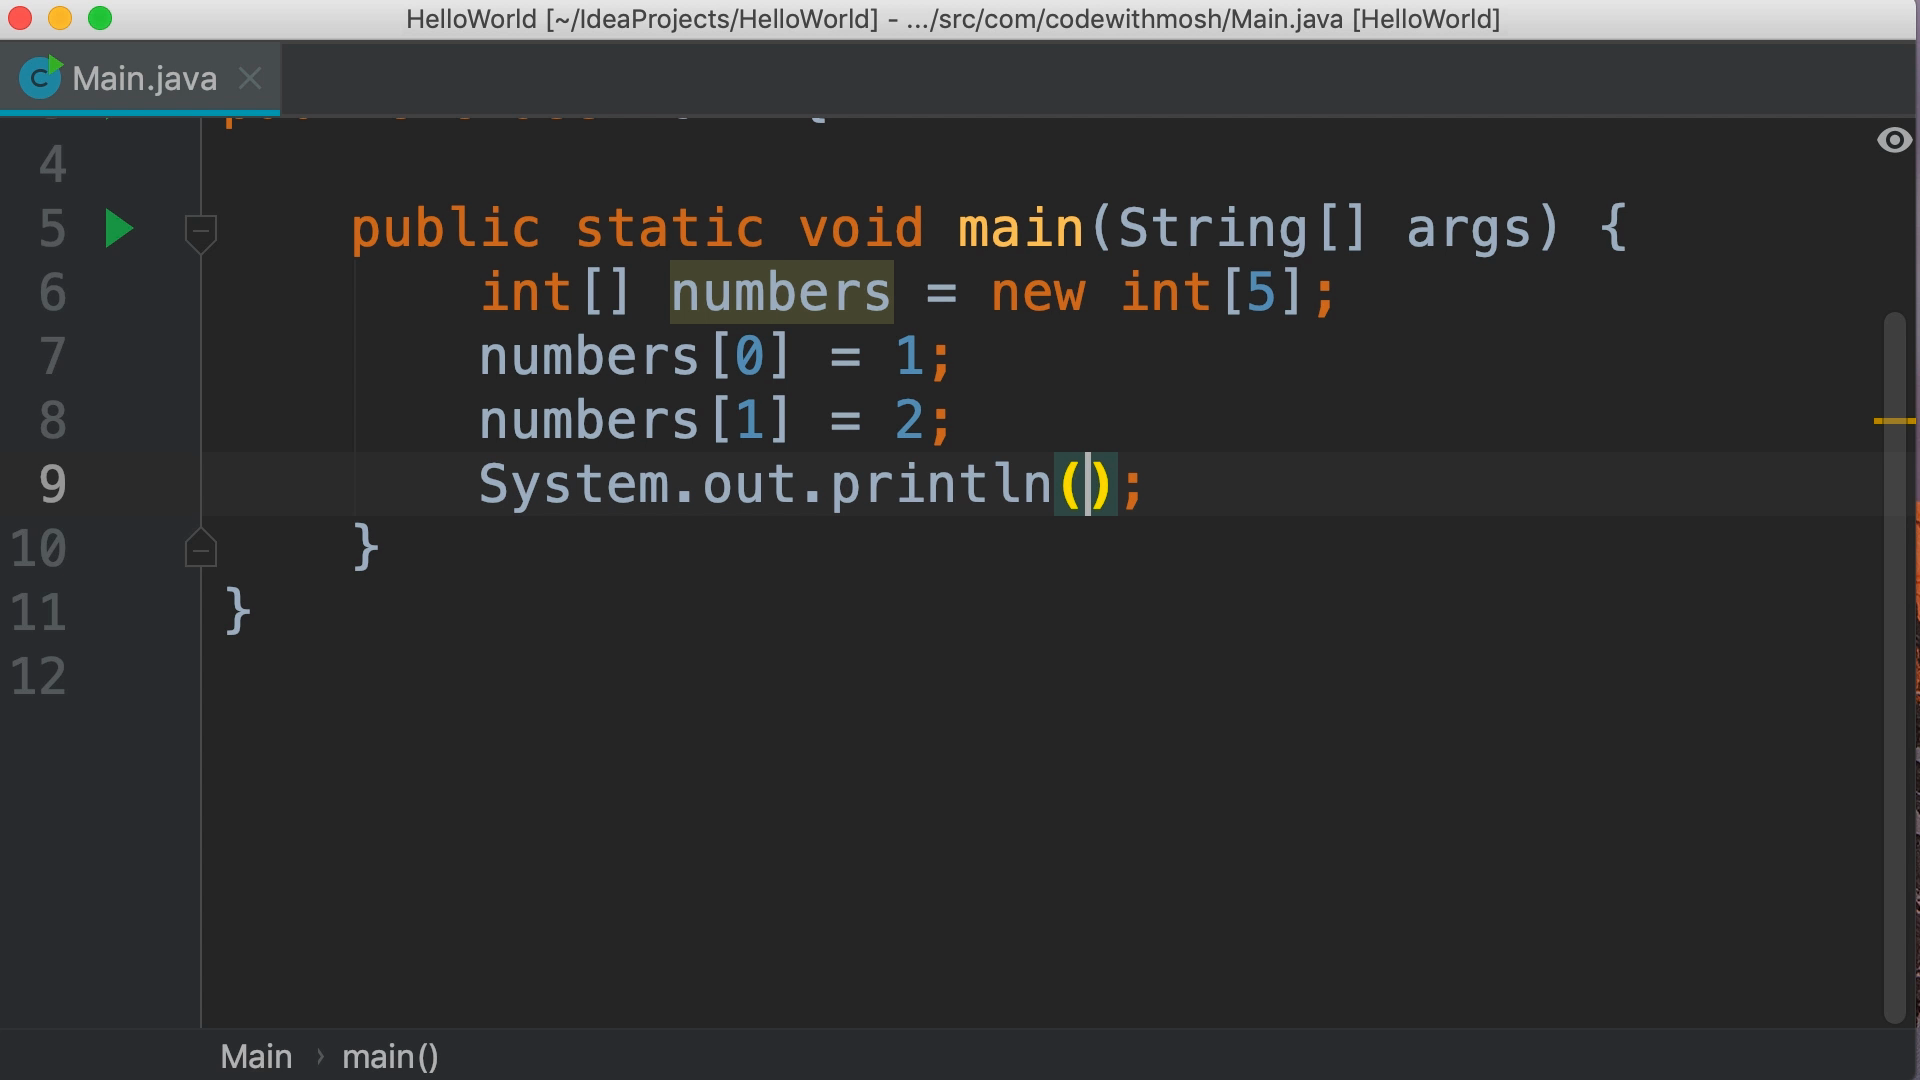 HelloWorld [~/IdeaProjects/HelloWorld] - .../src/com/codewithmosh/Main.java [HelloWorld]
C Main.java
4
5 public static void main(String[] args) {
6 int[] numbers = new int[5];
7 numbers[0] = 1;
8 numbers[1] = 2;
9 System.out.println();
10 }
11 }
12
Main › main()